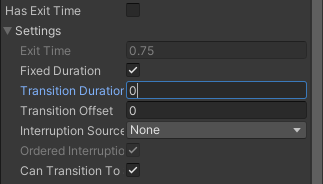 Has Exit Time
Settings
Exit Time 0.75
Fixed Duration
Transition Duration 0
Transition Offset 0
Interruption Source None
Ordered Interruptio
Can Transition To